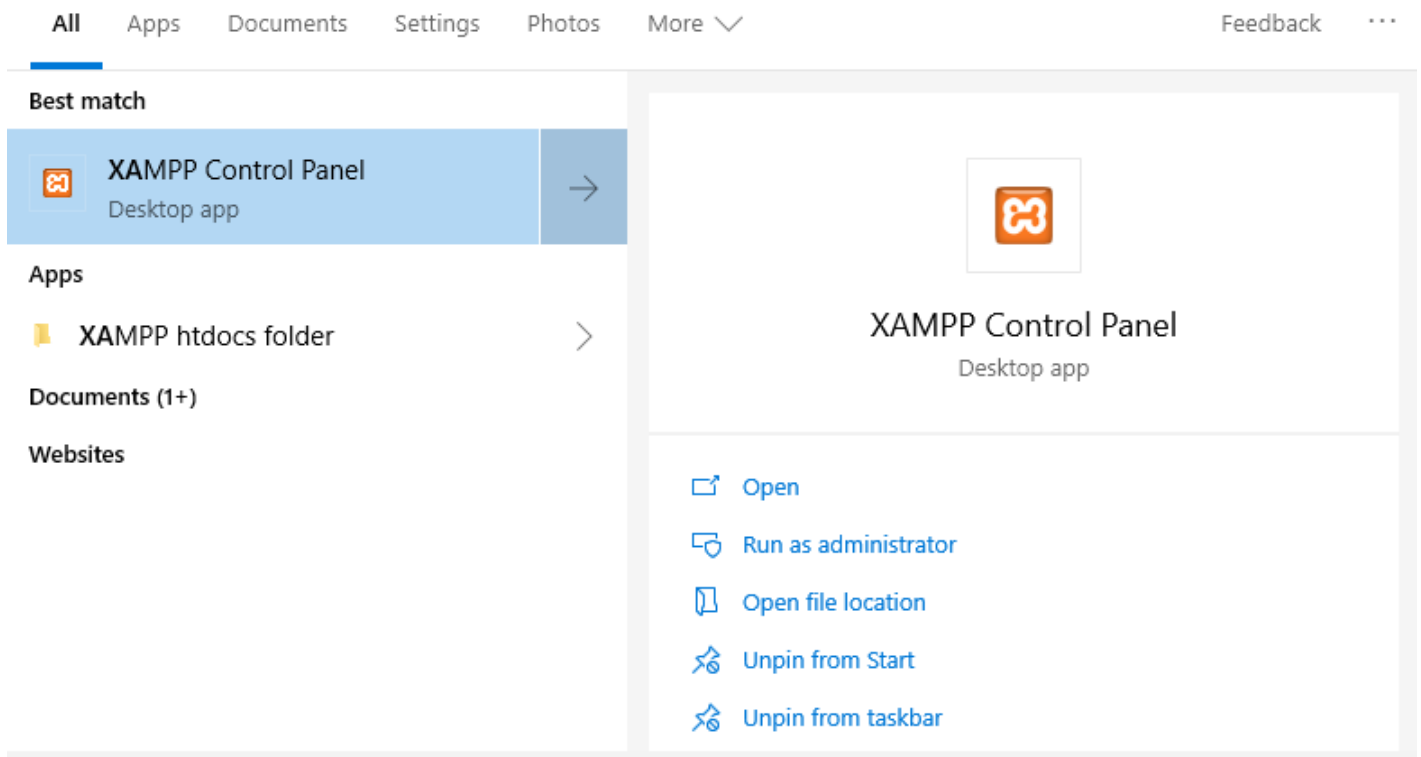 All Apps Documents Settings Photos More Feedback ...
Best match
XAMPP Control Panel
Desktop app
Apps
XAMPP htdocs folder
Documents (1+)
Websites
XAMPP Control Panel
Desktop app
Open
Run as administrator
Open file location
Unpin from Start
Unpin from taskbar